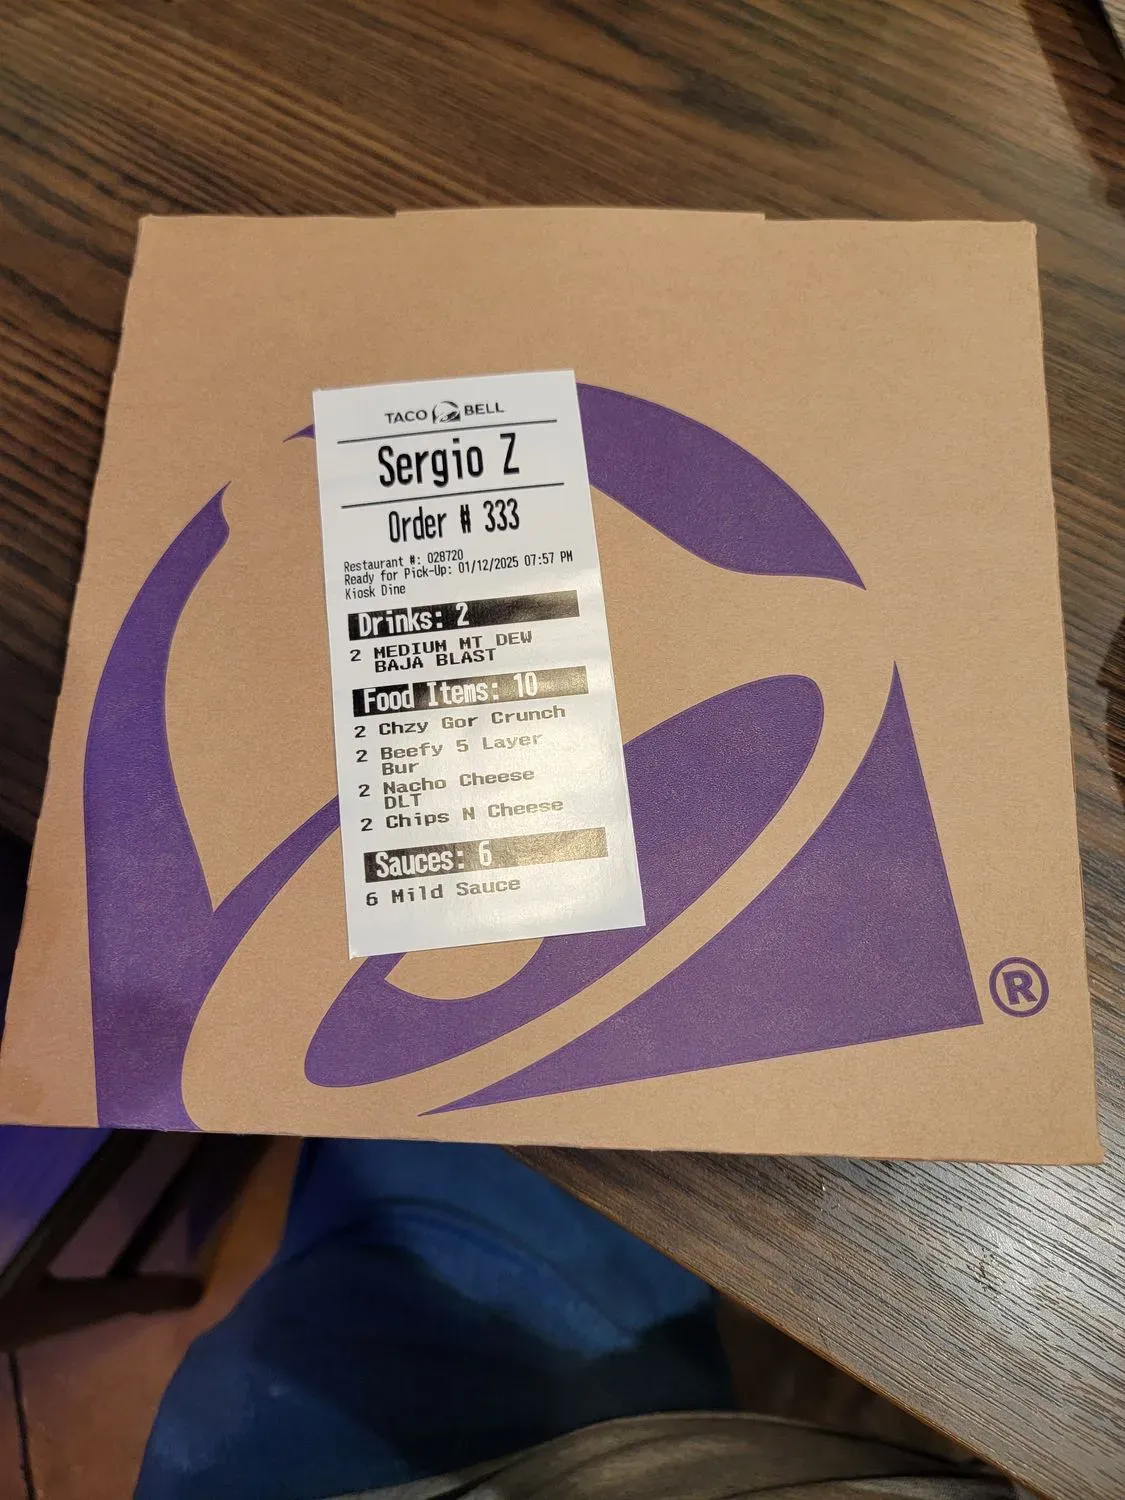 TACO BELL
Sergio Z
Order # 333
Restaurant #: 028720
Ready for Pick-Up: 01/12/2025 07:57 PM
Kiosk Dine
Drinks: 2
2 MEDIUM MT DEW
BAJA BLAST
Food Items: 10
2 Chzy Gor Crunch
2 Beefy 5 Layer
Bur
2 Nacho Cheese
DLT
2 Chips N Cheese
Sauces: 6
6 Mild Sauce
®